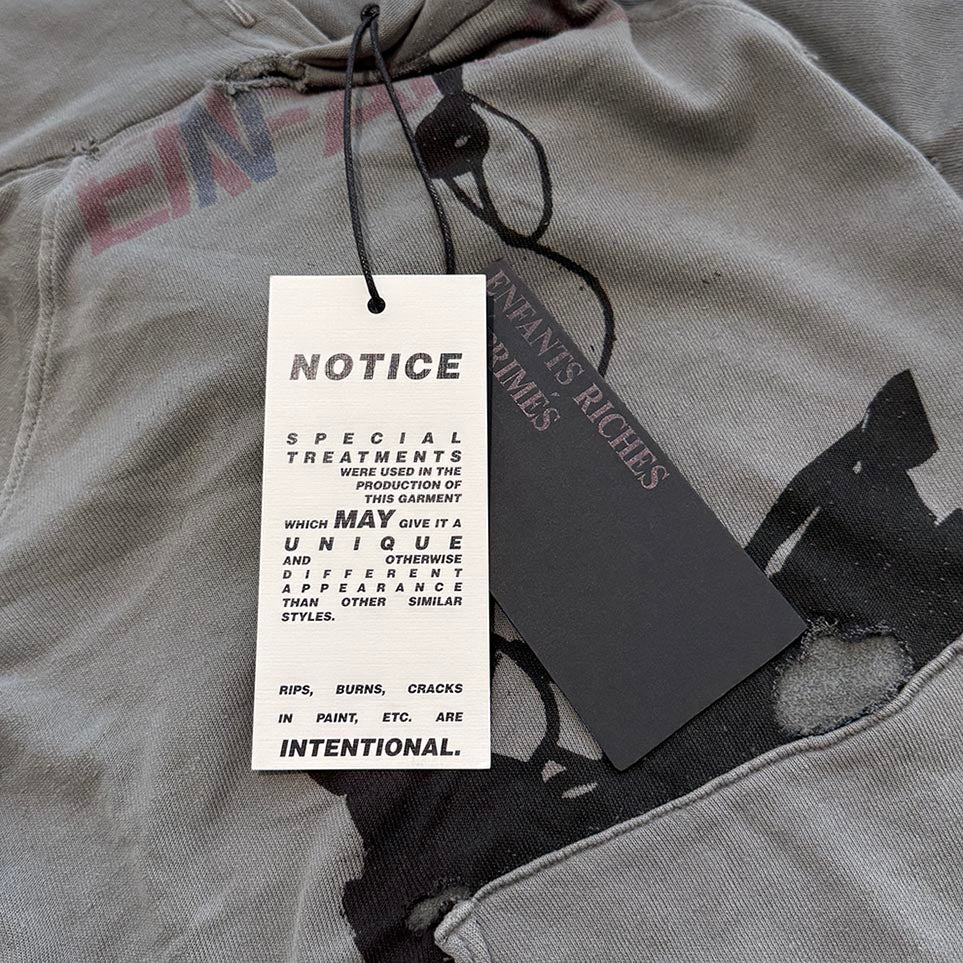 NOTICE
SPECIAL
TREATMENTS
WERE USED IN THE
PRODUCTION OF
THIS GARMENT
WHICH MAY GIVE IT A
UNIQUE
AND OTHERWISE
DIFFERENT
APPEARANCE
THAN OTHER SIMILAR
STYLES.
RIPS, BURNS, CRACKS
IN PAINT, ETC. ARE
INTENTIONAL.
ENFANTS RICHES